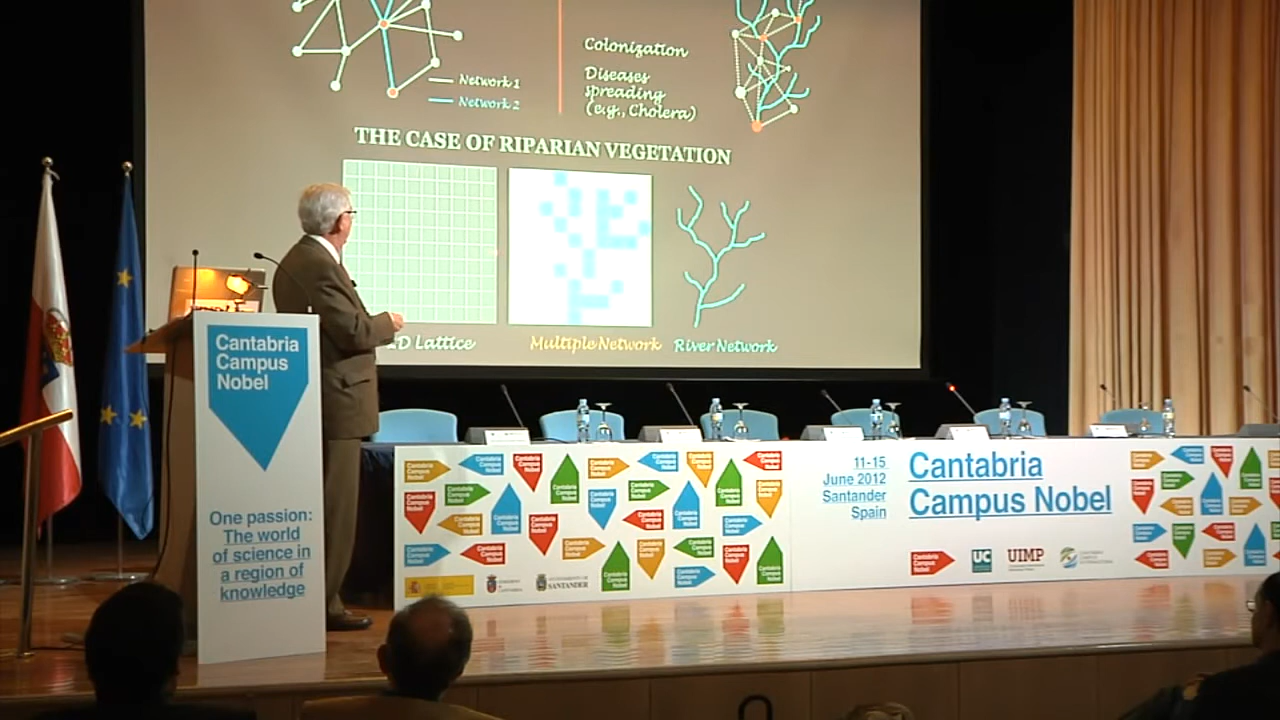 Network 1
Network 2
Colonization
Diseases
spreading
(e.g., Cholera)
THE CASE OF RIPARIAN VEGETATION
D Lattice
Multiple Network
River Network
Cantabria
Campus
Nobel
One passion:
The world
of science in
a region of
knowledge
11-15
June 2012
Santander
Spain
Cantabria
Campus Nobel
UC
UIMP
SANTANDER